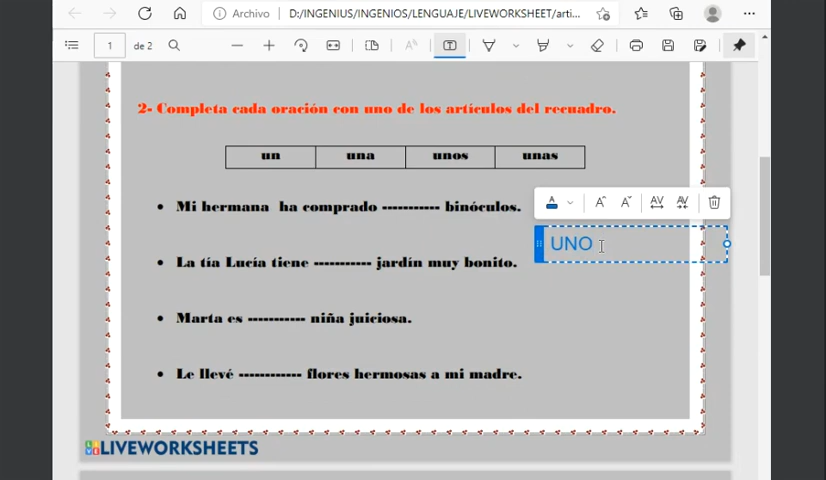 Archivo
D:/INGENIUS/INGENIOS/LENGUAJE/LIVEWORKSHEET/arti...
1
de 2
2- Completa cada oración con uno de los artículos del recuadro.
un una unos unas
• Mi hermana ha comprado ----------- binóculos.
UNO
• La tía Lucía tiene ----------- jardín muy bonito.
• Marta es ----------- niña juiciosa.
• Le llevé ------------ flores hermosas a mi madre.
LIVEWORKSHEETS